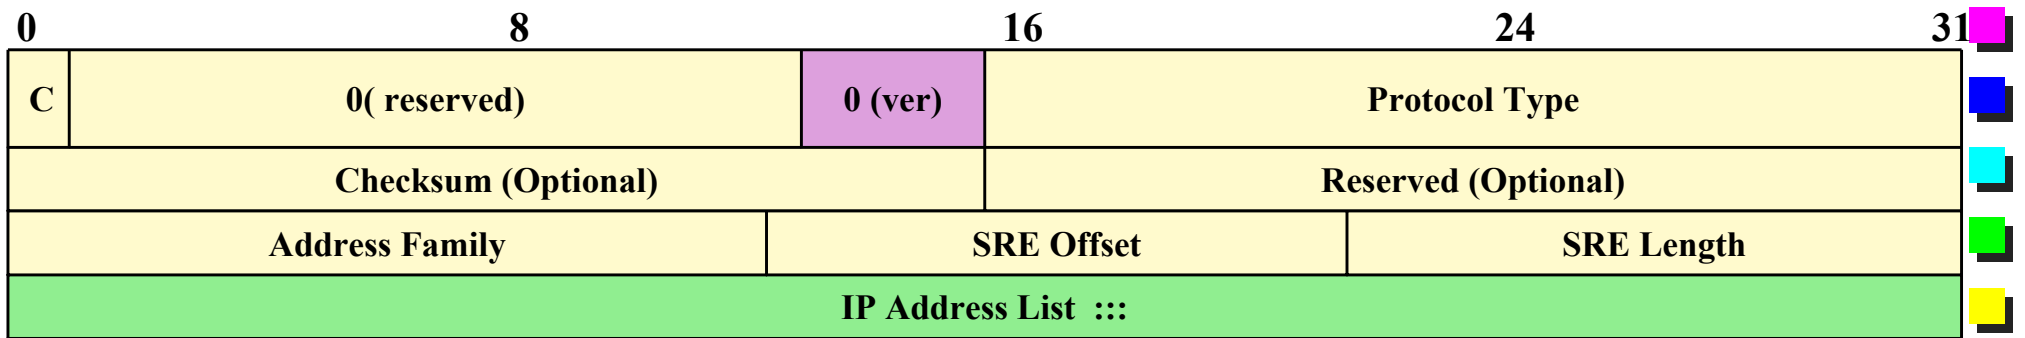 0 8 16 24 31
C 0( reserved) 0 (ver) Protocol Type
Checksum (Optional) Reserved (Optional)
Address Family SRE Offset SRE Length
IP Address List :::